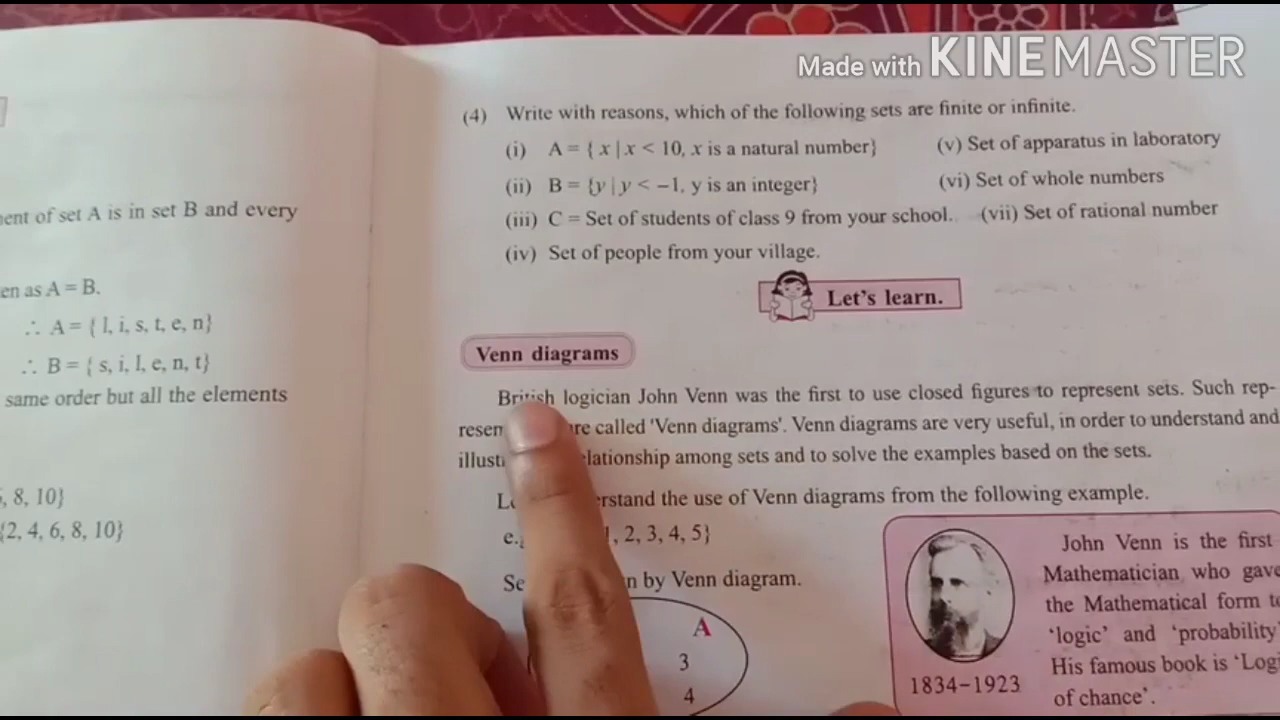 Made with KINEMASTER
ent of set A is in set B and every
en as A = B.
∴ A = { l, i, s, t, e, n}
∴ B = { s, i, l, e, n, t}
same order but all the elements
, 8, 10}
{2, 4, 6, 8, 10}
(4) Write with reasons, which of the following sets are finite or infinite.
(i) A = { x | x < 10, x is a natural number} (v) Set of apparatus in laboratory
(ii) B = {y | y < −1, y is an integer} (vi) Set of whole numbers
(iii) C = Set of students of class 9 from your school. (vii) Set of rational number
(iv) Set of people from your village.
Let's learn.
Venn diagrams
British logician John Venn was the first to use closed figures to represent sets. Such rep-
resen re called 'Venn diagrams'. Venn diagrams are very useful, in order to understand and
illust lationship among sets and to solve the examples based on the sets.
L rstand the use of Venn diagrams from the following example.
e. 1, 2, 3, 4, 5}
Se n by Venn diagram.
A
3
4
John Venn is the first
Mathematician who gave
the Mathematical form to
'logic' and 'probability'
His famous book is 'Logi
of chance'.
1834−1923